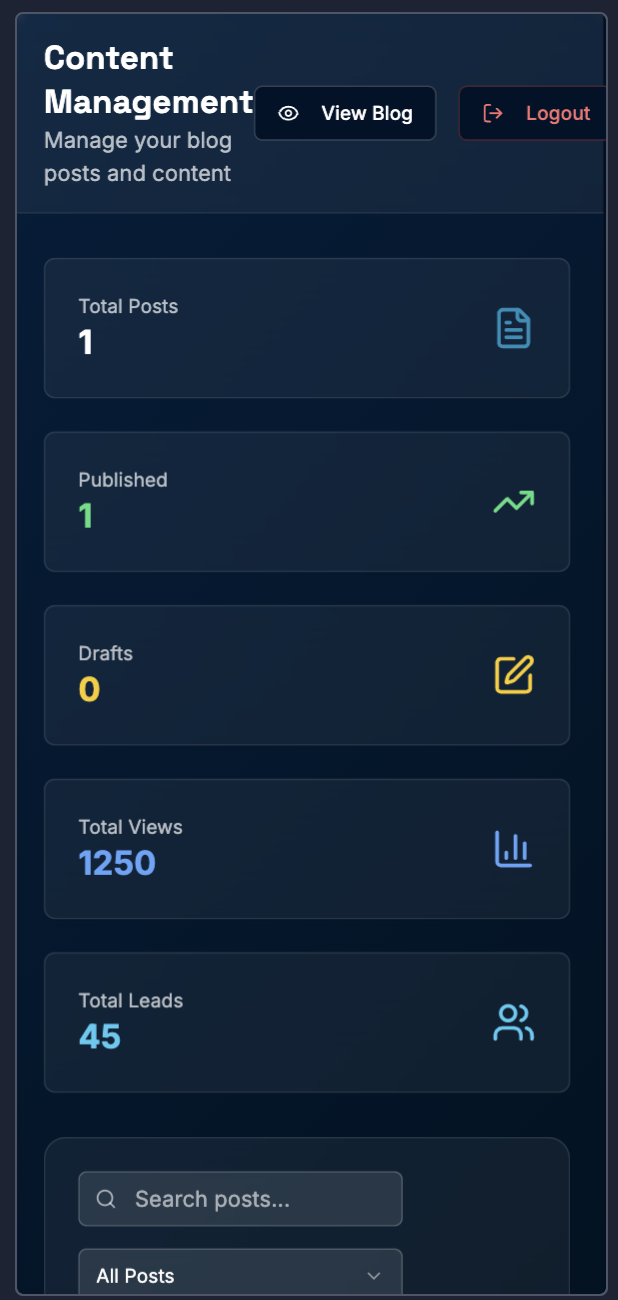 Content
Management
Manage your blog
posts and content
View Blog
Logout
Total Posts
1
Published
1
Drafts
0
Total Views
1250
Total Leads
45
Search posts...
All Posts